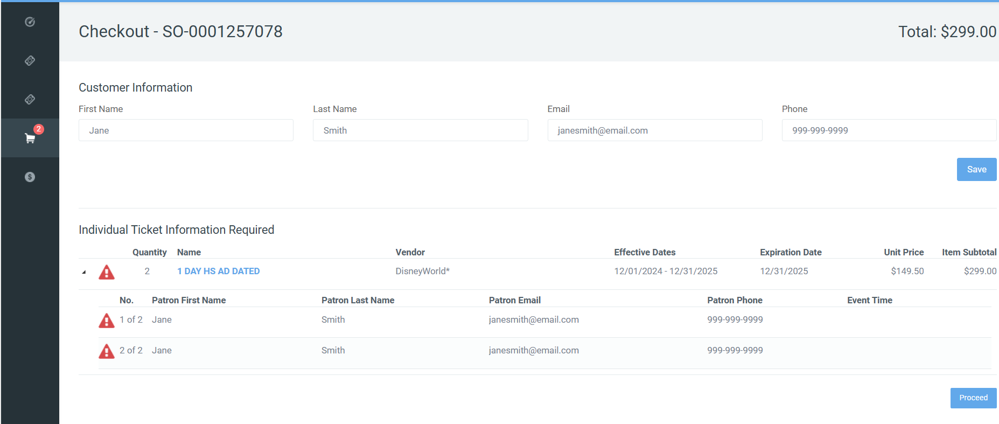 Checkout - SO-0001257078 Total: $299.00
Customer Information
First Name Last Name Email Phone
Jane Smith janesmith@email.com 999-999-9999
2
Save
Individual Ticket Information Required
Quantity Name Vendor Effective Dates Expiration Date Unit Price Item Subtotal
2 1 DAY HS AD DATED DisneyWorld* 12/01/2024 - 12/31/2025 12/31/2025 $149.50 $299.00
No. Patron First Name Patron Last Name Patron Email Patron Phone Event Time
1 of 2 Jane Smith janesmith@email.com 999-999-9999
2 of 2 Jane Smith janesmith@email.com 999-999-9999
Proceed